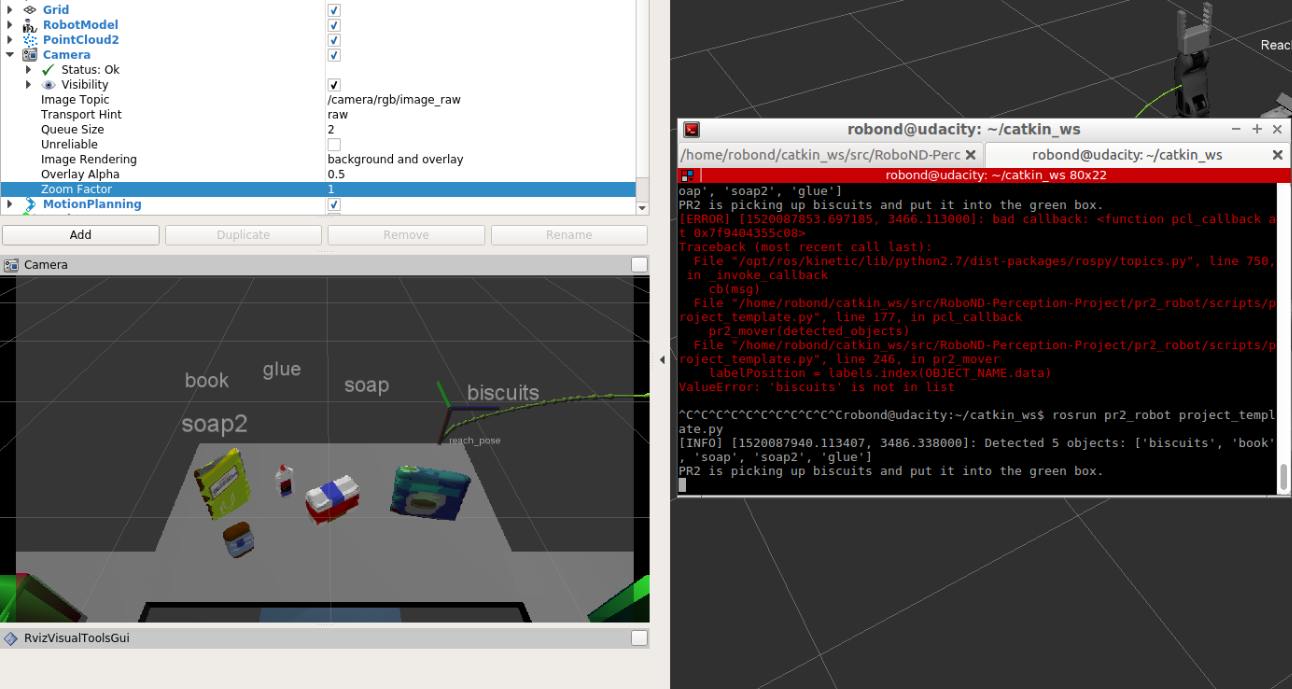 Grid
RobotModel
PointCloud2
Camera
Status: Ok
Visibility
Image Topic /camera/rgb/image_raw
Transport Hint raw
Queue Size 2
Unreliable
Image Rendering background and overlay
Overlay Alpha 0.5
Zoom Factor 1
MotionPlanning
Add Duplicate Remove Rename
Camera
book
glue
soap
biscuits
soap2
reach_pose
RvizVisualToolsGui
Reac
robond@udacity: ~/catkin_ws
/home/robond/catkin_ws/src/RoboND-Perc robond@udacity: ~/catkin_ws
robond@udacity: ~/catkin_ws 80x22
oap', 'soap2', 'glue']
PR2 is picking up biscuits and put it into the green box.
[ERROR] [1520087853.697185, 3466.113000]: bad callback: <function pcl_callback a
t 0x7f9404355c08>
Traceback (most recent call last):
File "/opt/ros/kinetic/lib/python2.7/dist-packages/rospy/topics.py", line 750,
in _invoke_callback
cb(msg)
File "/home/robond/catkin_ws/src/RoboND-Perception-Project/pr2_robot/scripts/p
roject_template.py", line 177, in pcl_callback
pr2_mover(detected_objects)
File "/home/robond/catkin_ws/src/RoboND-Perception-Project/pr2_robot/scripts/p
roject_template.py", line 246, in pr2_mover
labelPosition = labels.index(OBJECT_NAME.data)
ValueError: 'biscuits' is not in list
^C^C^C^C^C^C^C^C^C^C^Crobond@udacity:~/catkin_ws$ rosrun pr2_robot project_templ
ate.py
[INFO] [1520087940.113407, 3486.338000]: Detected 5 objects: ['biscuits', 'book'
, 'soap', 'soap2', 'glue']
PR2 is picking up biscuits and put it into the green box.